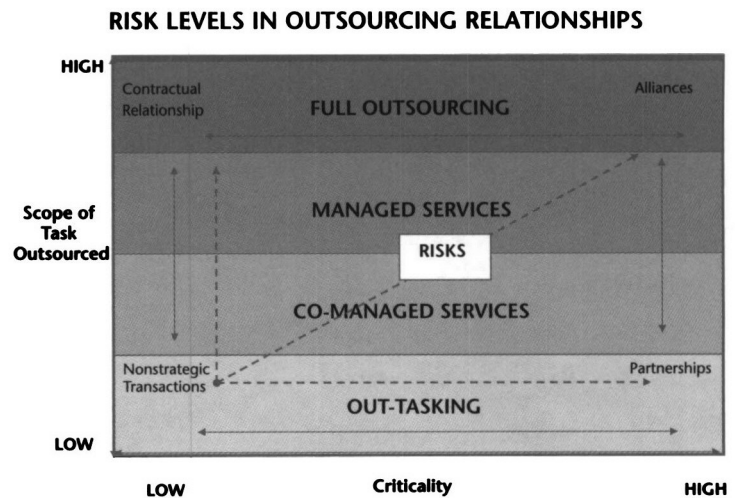 RISK LEVELS IN OUTSOURCING RELATIONSHIPS
HIGH
Contractual
Relationship
Alliances
FULL OUTSOURCING
MANAGED SERVICES
Scope of
Task
Outsourced
RISKS
CO-MANAGED SERVICES
Nonstrategic
Transactions
Partnerships
OUT-TASKING
LOW
LOW
Criticality
HIGH